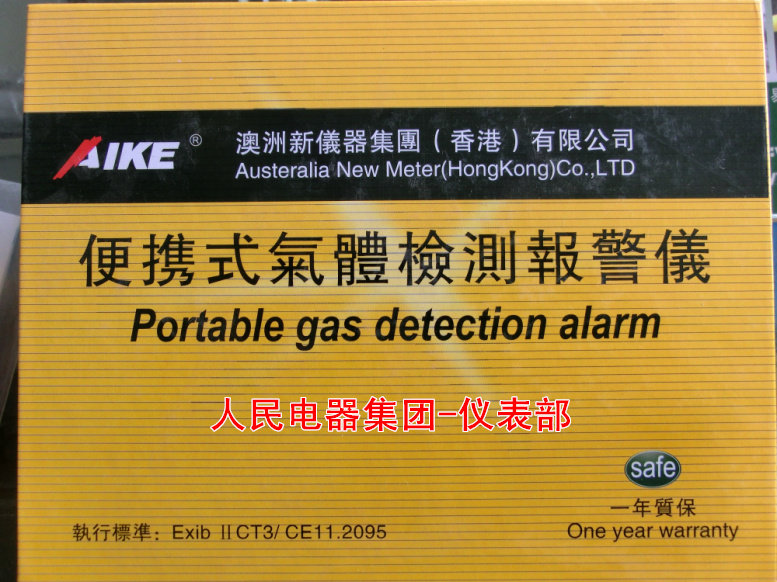 AIKE ®
澳洲新儀器集團（香港）有限公司
Australia New Meter(HongKong)Co.,LTD
便携式氣體檢測報警儀
Portable gas detection alarm
人民电器集团-仪表部
safe
一年質保
One year warranty
執行標準：Exib ⅡCT3/ CE11.2095